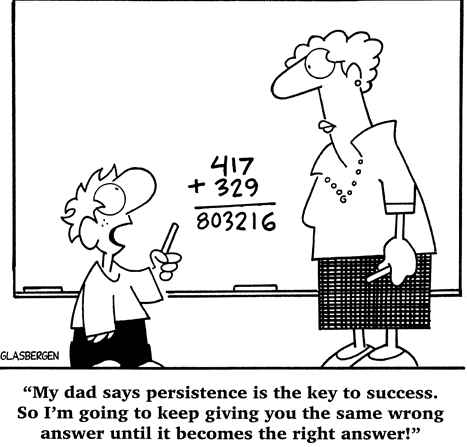 417
+ 329
803216
GLASBERGEN
“My dad says persistence is the key to success.
So I’m going to keep giving you the same wrong
answer until it becomes the right answer!”